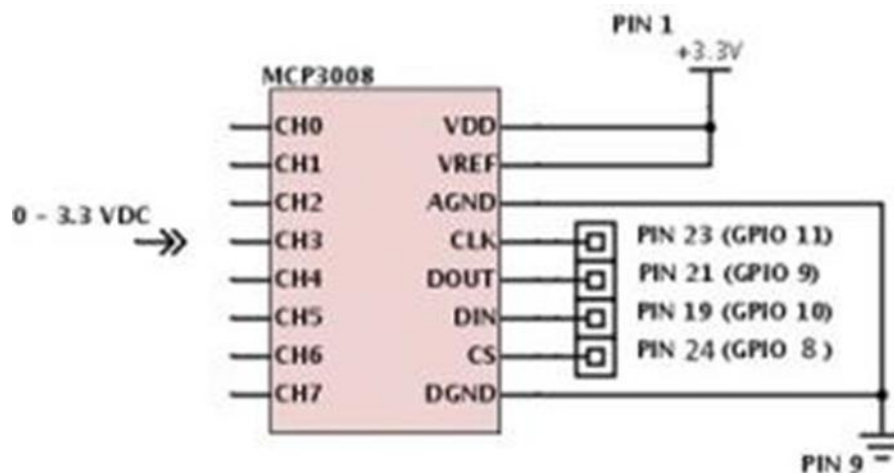 PIN 1
+3.3V
MCP3008
CH0 VDD
CH1 VREF
CH2 AGND
0 - 3.3 VDC
CH3 CLK PIN 23 (GPIO 11)
CH4 DOUT PIN 21 (GPIO 9)
CH5 DIN PIN 19 (GPIO 10)
CH6 CS PIN 24 (GPIO 8 )
CH7 DGND
PIN 9